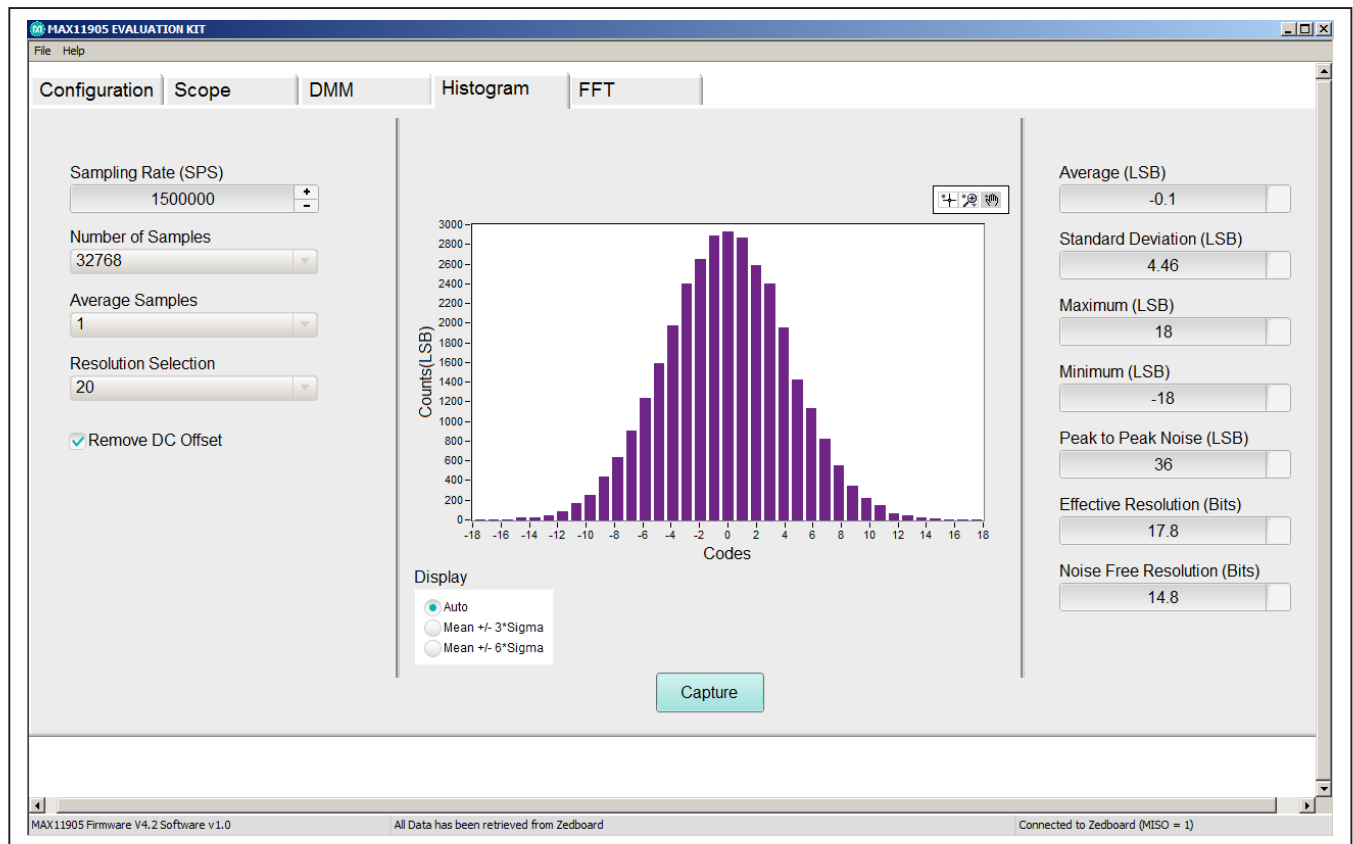 MAX11905 EVALUATION KIT
File Help
Configuration Scope DMM Histogram FFT
Sampling Rate (SPS)
1500000
Number of Samples
32768
Average Samples
1
Resolution Selection
20
Remove DC Offset
Counts(LSB)
3000
2800
2600
2400
2200
2000
1800
1600
1400
1200
1000
800
600
400
200
0
-18 -16 -14 -12 -10 -8 -6 -4 -2 0 2 4 6 8 10 12 14 16 18
Codes
Display
Auto
Mean +/- 3*Sigma
Mean +/- 6*Sigma
Capture
Average (LSB)
-0.1
Standard Deviation (LSB)
4.46
Maximum (LSB)
18
Minimum (LSB)
-18
Peak to Peak Noise (LSB)
36
Effective Resolution (Bits)
17.8
Noise Free Resolution (Bits)
14.8
MAX11905 Firmware V4.2 Software v1.0 All Data has been retrieved from Zedboard Connected to Zedboard (MISO = 1)